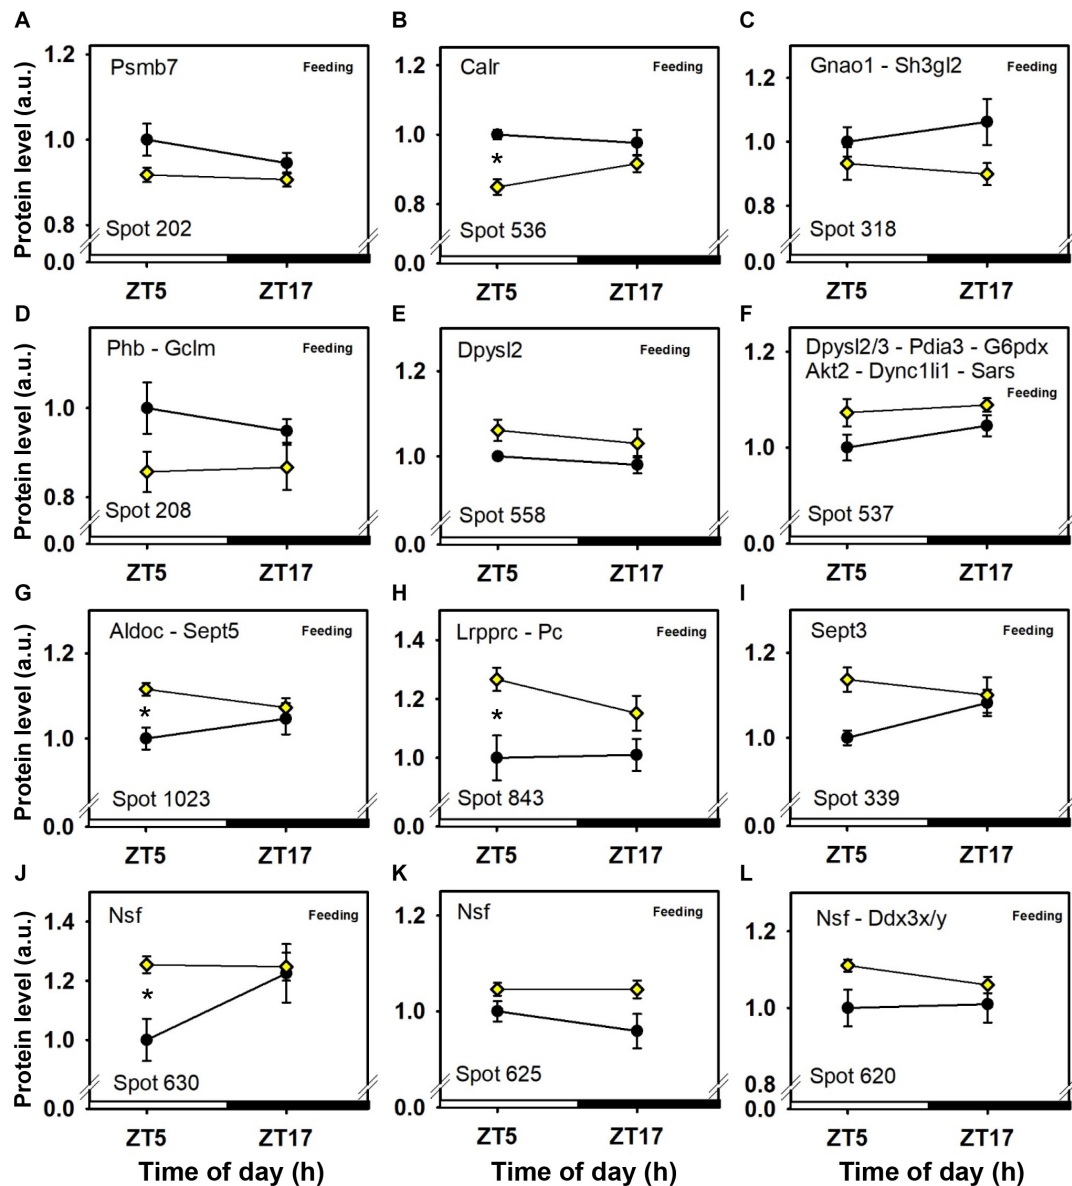 A
B
C
Protein level (a.u.)
1.2
1.0
0.8
0.0
Psmb7
Feeding
Spot 202
ZT5
ZT17
1.2
1.0
0.8
0.0
Calr
Feeding
*
Spot 536
ZT5
ZT17
1.2
1.0
0.8
0.0
Gnao1 - Sh3gl2
Feeding
Spot 318
ZT5
ZT17
D
E
F
Protein level (a.u.)
1.0
0.8
0.0
Phb - Gclm
Feeding
Spot 208
ZT5
ZT17
1.2
1.0
0.0
Dpysl2
Feeding
Spot 558
ZT5
ZT17
1.2
1.0
0.0
Dpysl2/3 - Pdia3 - G6pdx
Akt2 - Dync1li1 - Sars
Feeding
Spot 537
ZT5
ZT17
G
H
I
Protein level (a.u.)
1.2
1.0
0.0
Aldoc - Sept5
Feeding
*
Spot 1023
ZT5
ZT17
1.4
1.2
1.0
0.0
Lrpprc - Pc
Feeding
*
Spot 843
ZT5
ZT17
1.2
1.0
0.0
Sept3
Feeding
Spot 339
ZT5
ZT17
J
K
L
Protein level (a.u.)
1.4
1.2
1.0
0.0
Nsf
Feeding
*
Spot 630
ZT5
ZT17
Time of day (h)
1.2
1.0
0.0
Nsf
Feeding
Spot 625
ZT5
ZT17
Time of day (h)
1.2
1.0
0.8
0.0
Nsf - Ddx3x/y
Feeding
Spot 620
ZT5
ZT17
Time of day (h)